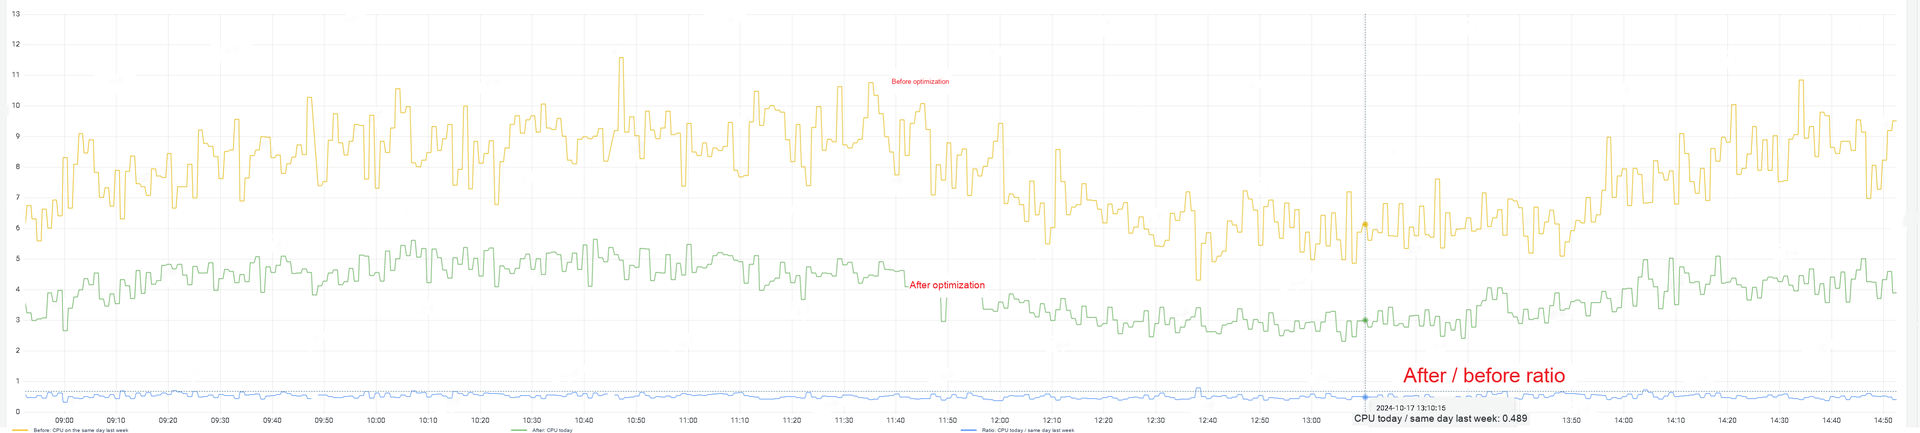 13
12
11
10
9
8
7
6
5
4
3
2
1
0
Before optimization
After optimization
After / before ratio
2024-10-17 13:10:15
CPU today / same day last week: 0.489
09:00 09:10 09:20 09:30 09:40 09:50 10:00 10:10 10:20 10:30 10:40 10:50 11:00 11:10 11:20 11:30 11:40 11:50 12:00 12:10 12:20 12:30 12:40 12:50 13:00 13:50 14:00 14:10 14:20 14:30 14:40 14:50
Before: CPU on the same day last week After: CPU today Ratio: CPU today / same day last week